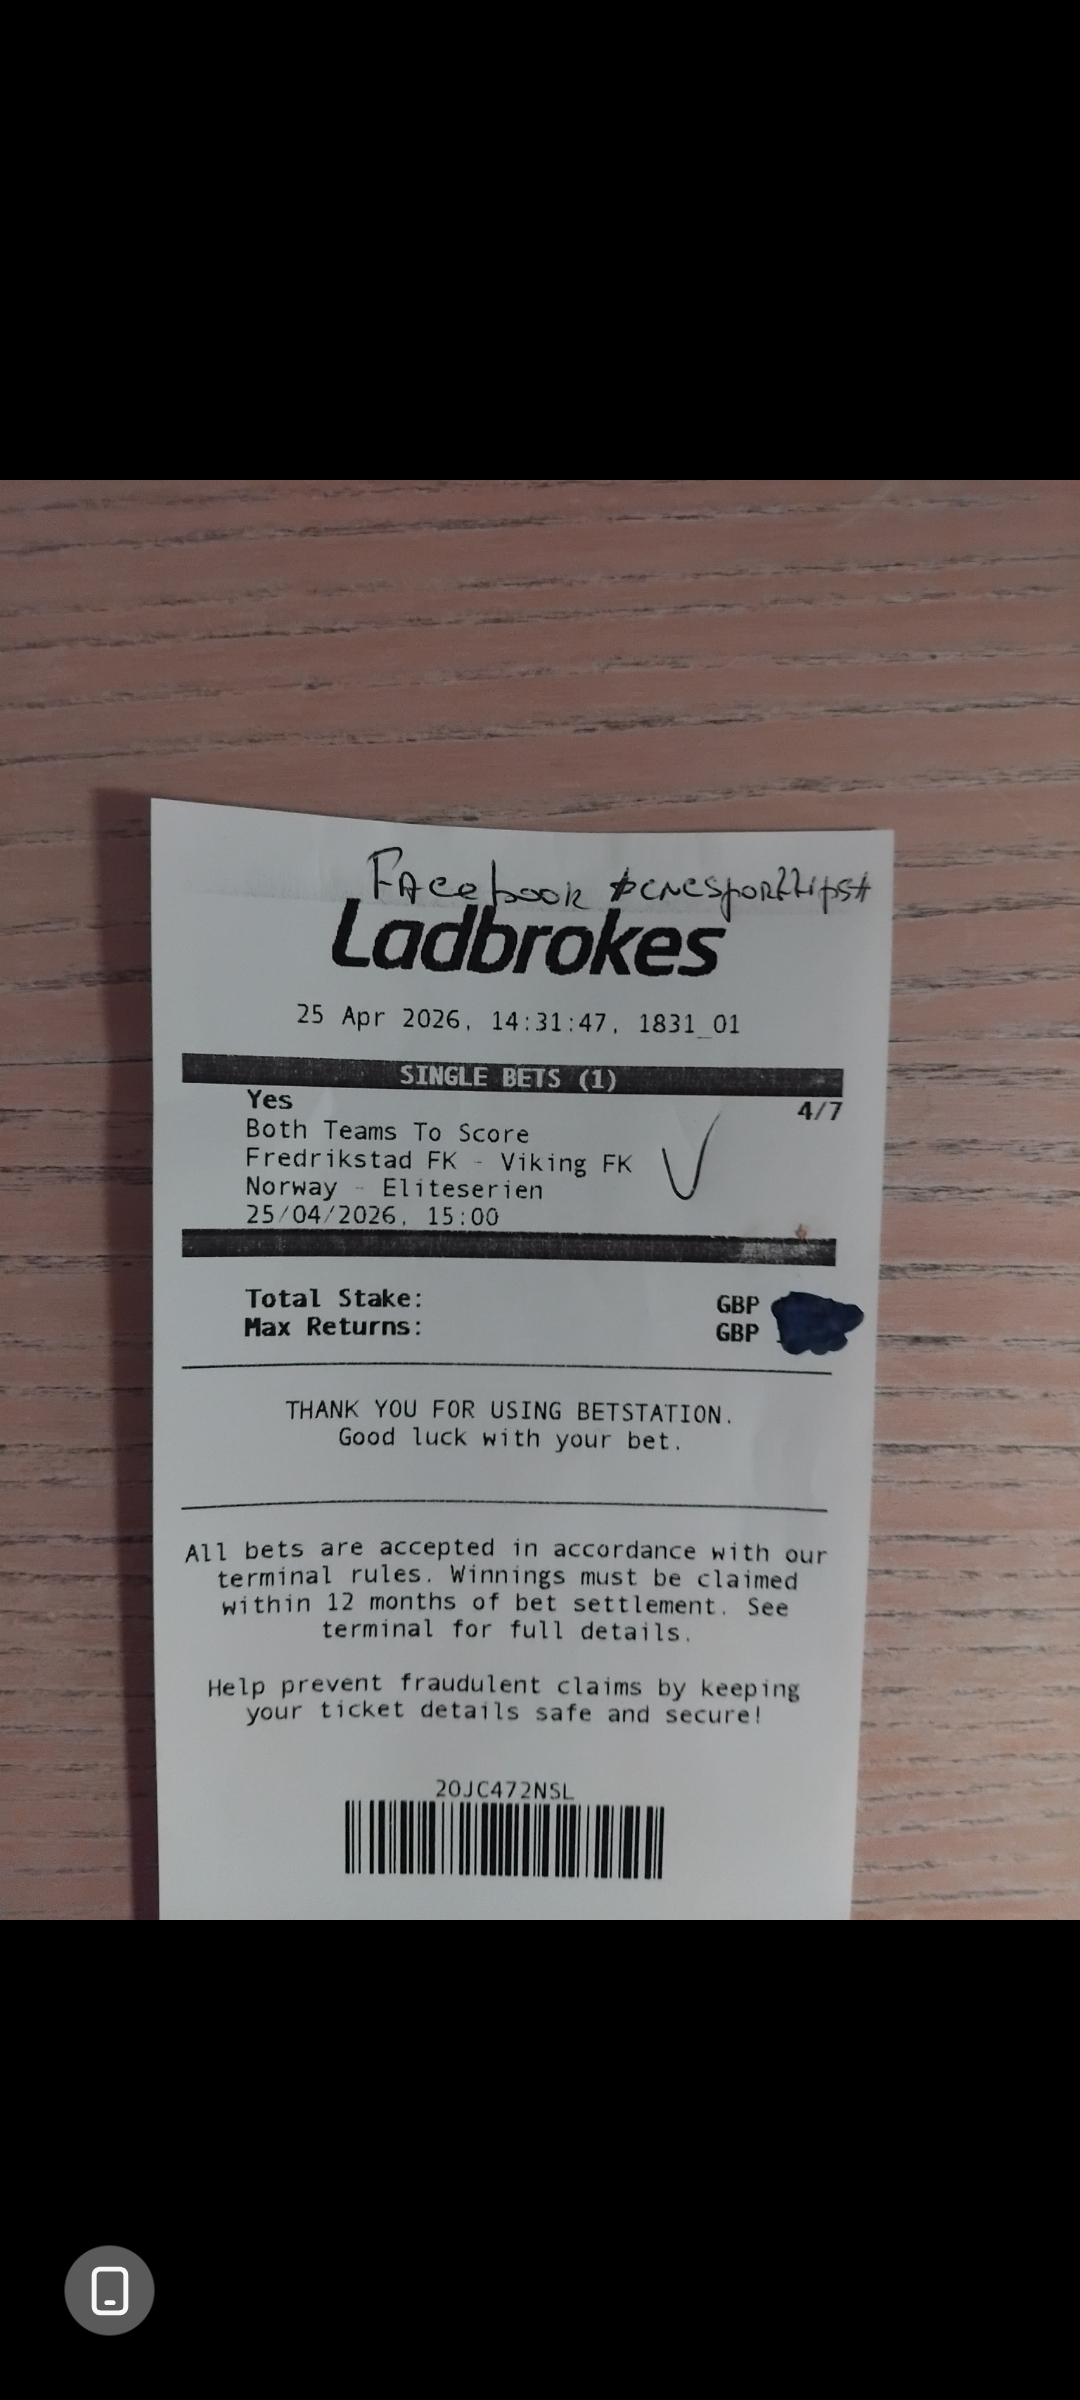 Facebook #cncsporttips#
Ladbrokes
25 Apr 2026, 14:31:47, 1831_01
SINGLE BETS (1)
Yes 4/7
Both Teams To Score
Fredrikstad FK - Viking FK
Norway - Eliteserien
25/04/2026, 15:00
Total Stake: GBP
Max Returns: GBP
THANK YOU FOR USING BETSTATION.
Good luck with your bet.
All bets are accepted in accordance with our
terminal rules. Winnings must be claimed
within 12 months of bet settlement. See
terminal for full details.
Help prevent fraudulent claims by keeping
your ticket details safe and secure!
20JC472NSL